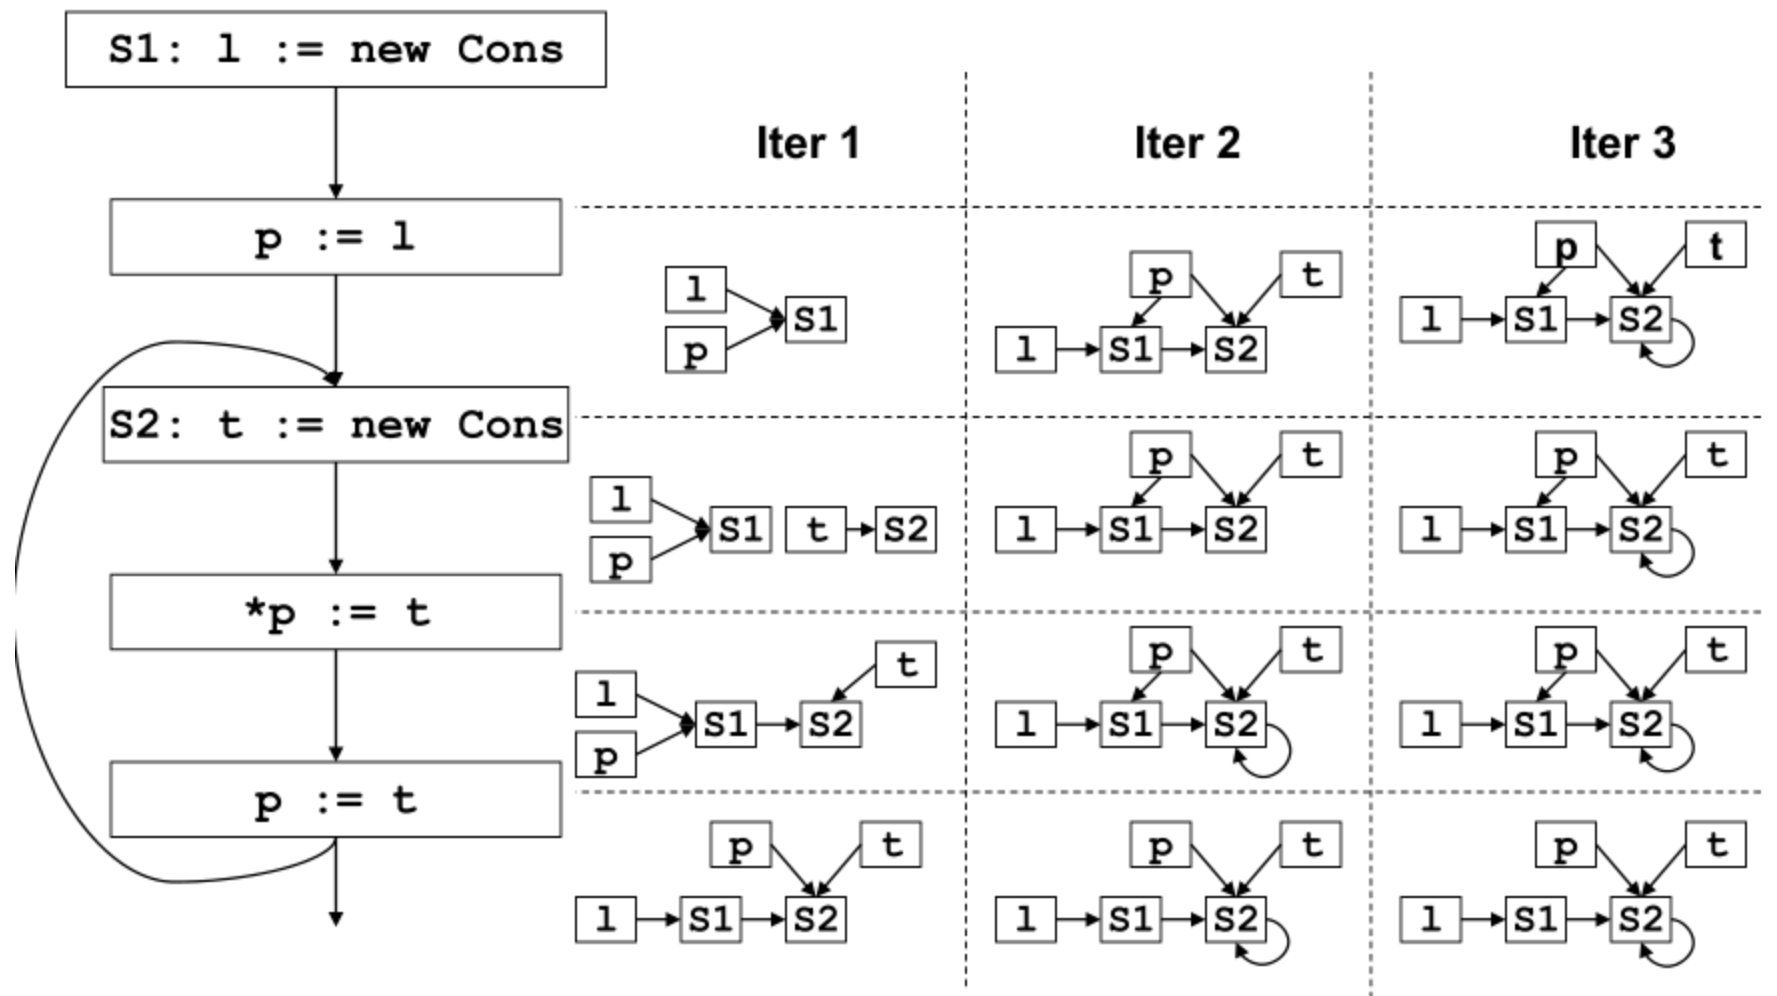 S1: l := new Cons
p := l
S2: t := new Cons
*p := t
p := t
Iter 1
Iter 2
Iter 3
l
p
S1
p
t
l
S1
S2
p
t
l
S1
S2
l
p
S1
t
S2
p
t
l
S1
S2
p
t
l
S1
S2
t
l
p
S1
S2
p
t
l
S1
S2
p
t
l
S1
S2
p
t
l
S1
S2
p
t
l
S1
S2
p
t
l
S1
S2